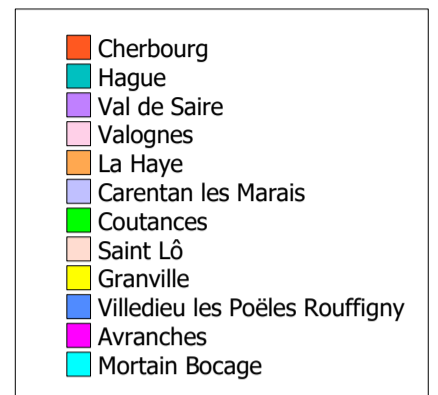 Cherbourg
Hague
Val de Saire
Valognes
La Haye
Carentan les Marais
Coutances
Saint Lô
Granville
Villedieu les Poëles Rouffigny
Avranches
Mortain Bocage